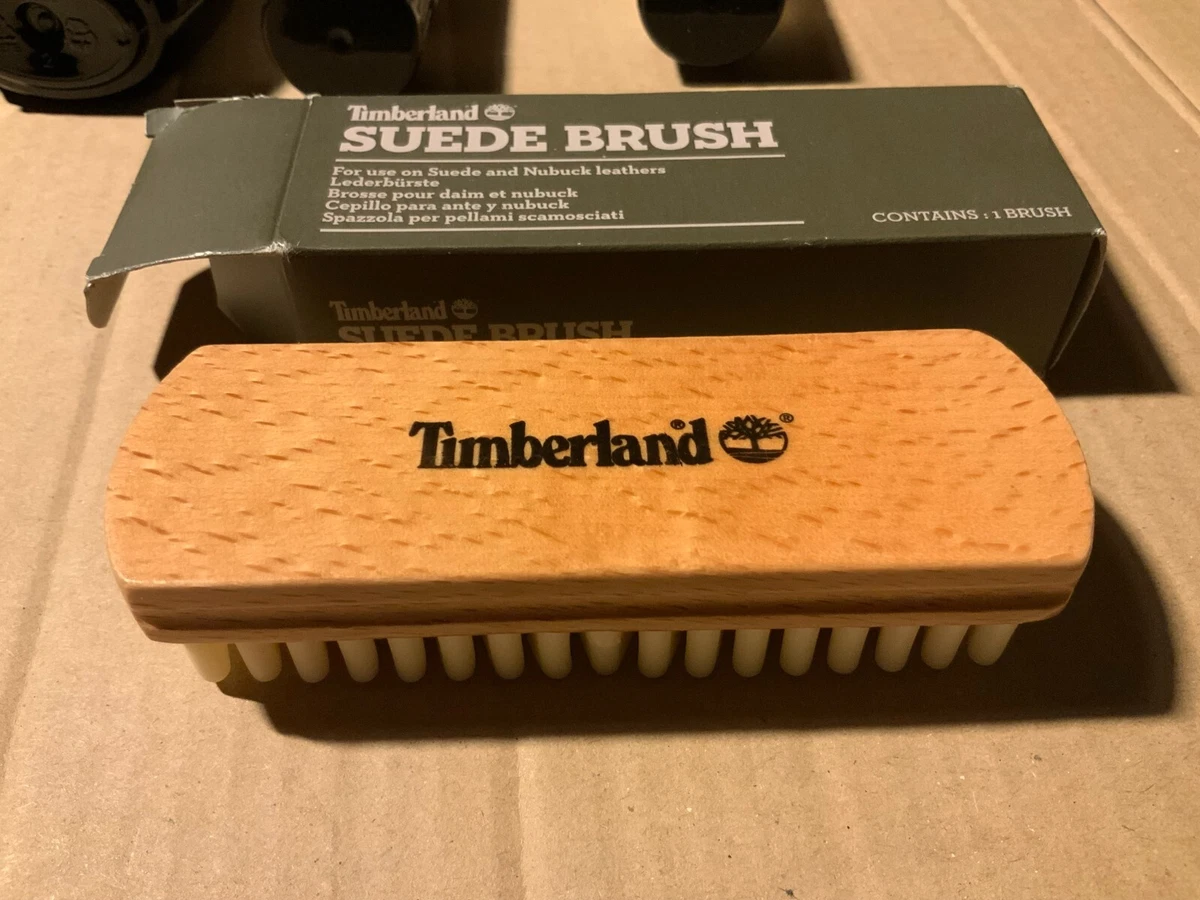 Timberland
SUEDE BRUSH
For use on Suede and Nubuck leathers
Lederbürste
Brosse pour daim et nubuck
Cepillo para ante y nubuck
Spazzola per pellami scamosciati
CONTAINS : 1 BRUSH
Timberland
SUEDE BRUSH
Timberland® ®